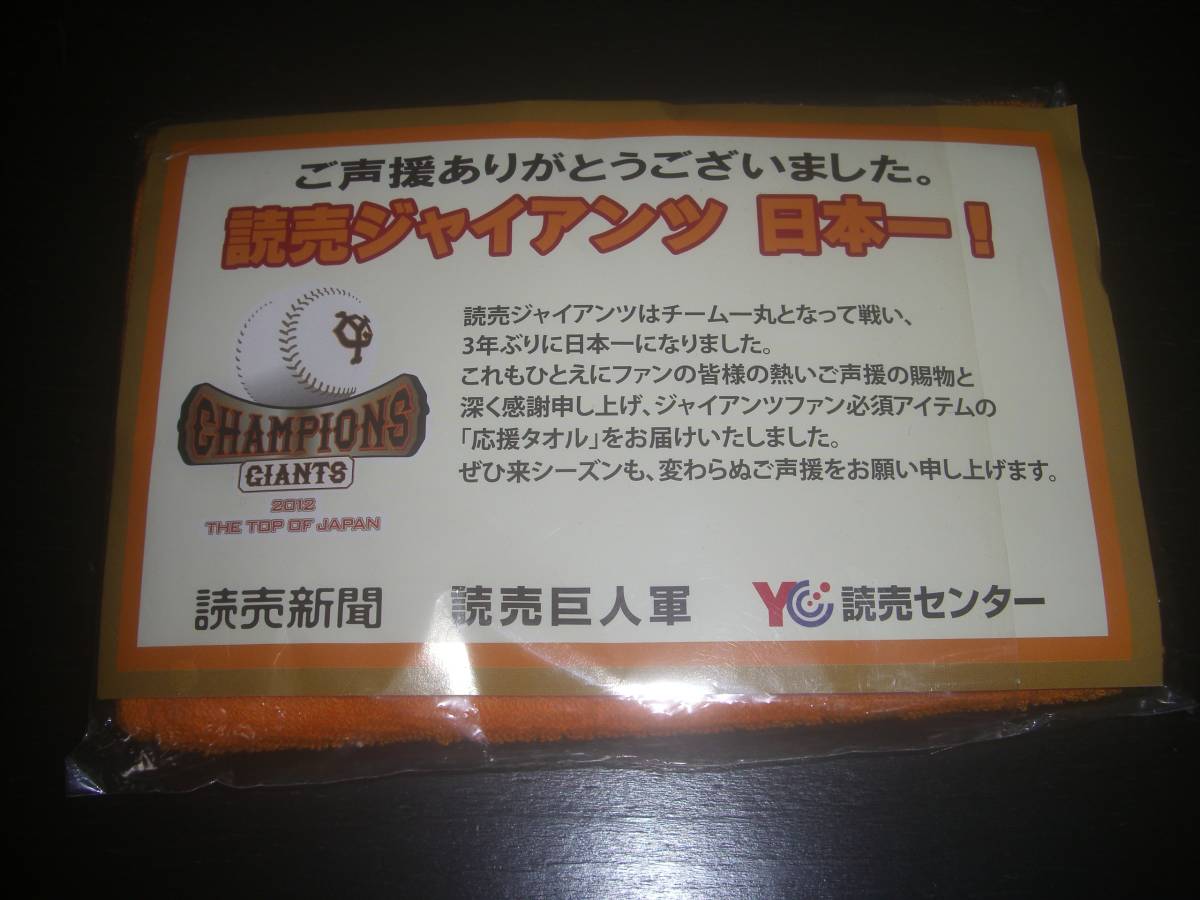 ご声援ありがとうございました。
読売ジャイアンツ 日本一！
読売ジャイアンツはチーム一丸となって戦い、
3年ぶりに日本一になりました。
これもひとえにファンの皆様の熱いご声援の賜物と
深く感謝申し上げ、ジャイアンツファン必須アイテムの
「応援タオル」をお届けいたしました。
ぜひ来シーズンも、変わらぬご声援をお願い申し上げます。
CHAMPIONS
GIANTS
2012
THE TOP OF JAPAN
読売新聞 読売巨人軍 YC 読売センター